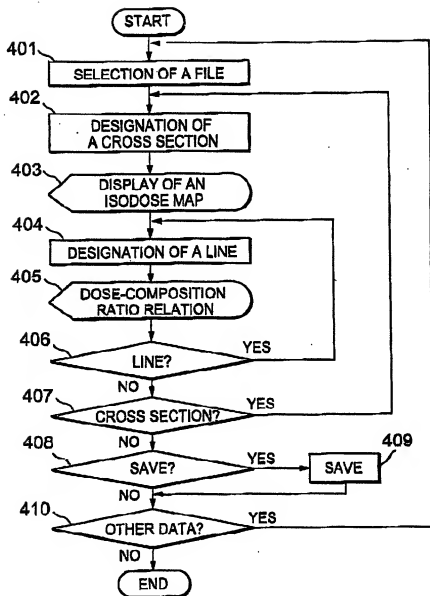 START
401
SELECTION OF A FILE
402
DESIGNATION OF
A CROSS SECTION
403
DISPLAY OF AN
ISODOSE MAP
404
DESIGNATION OF A LINE
405
DOSE-COMPOSITION
RATIO RELATION
406
LINE?
YES
NO
407
CROSS SECTION?
YES
NO
408
SAVE?
YES
SAVE
409
NO
410
OTHER DATA?
YES
NO
END